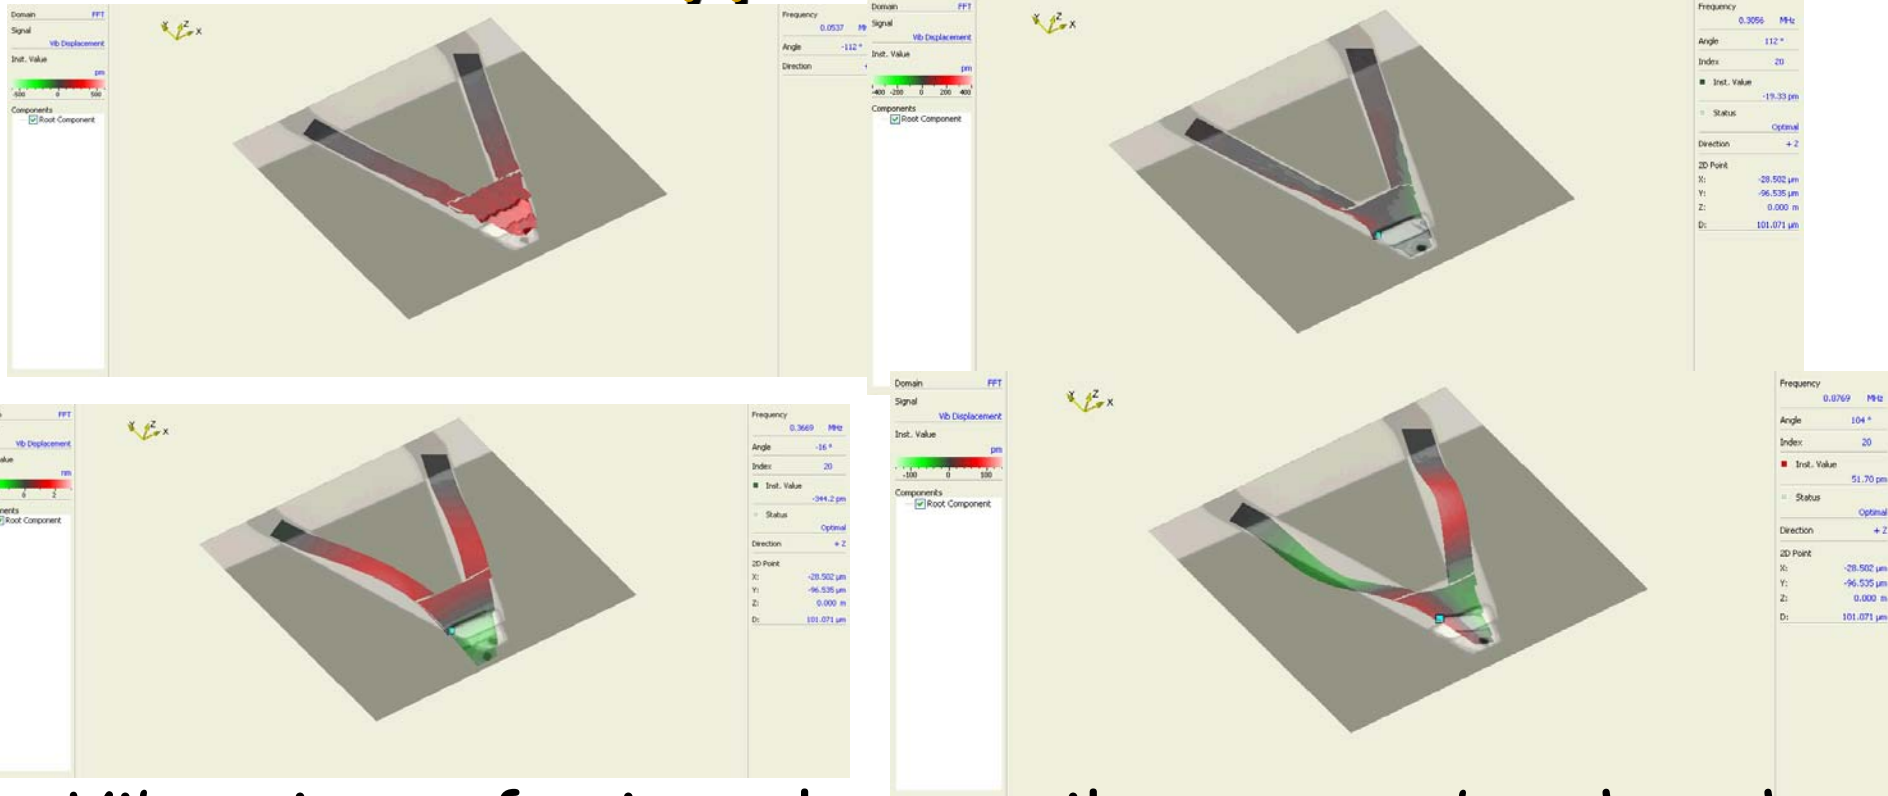 Domain FFT
Signal
Vib Displacement
Inst. Value
pm
-500 0 500
Components
Root Component
Y Z X
Frequency
0.0537
Angle -112 °
Direction
Domain FFT
Signal
Vib Displacement
Inst. Value
pm
-400 -200 0 200 400
Components
Root Component
Y Z X
Frequency
0.3056 MHz
Angle 112 °
Index 20
Inst. Value
-19.33 pm
Status
Optimal
Direction + Z
2D Point
X: -28.502 µm
Y: -96.535 µm
Z: 0.000 m
D: 101.071 µm
FFT
Vib Displacement
nm
0 2
Root Component
Y Z X
Frequency
0.3669 MHz
Angle -16 °
Index 20
Inst. Value
-344.2 pm
Status
Optimal
Direction + Z
2D Point
X: -28.502 µm
Y: -96.535 µm
Z: 0.000 m
D: 101.071 µm
Domain FFT
Signal
Vib Displacement
Inst. Value
pm
-100 0 100
Components
Root Component
Y Z X
Frequency
MHz
Angle 104 °
Index 20
Inst. Value
51.70 pm
Status
Optimal
Direction + Z
2D Point
X: -28.502 µm
Y: -96.535 µm
Z: 0.000 m
D: 101.071 µm